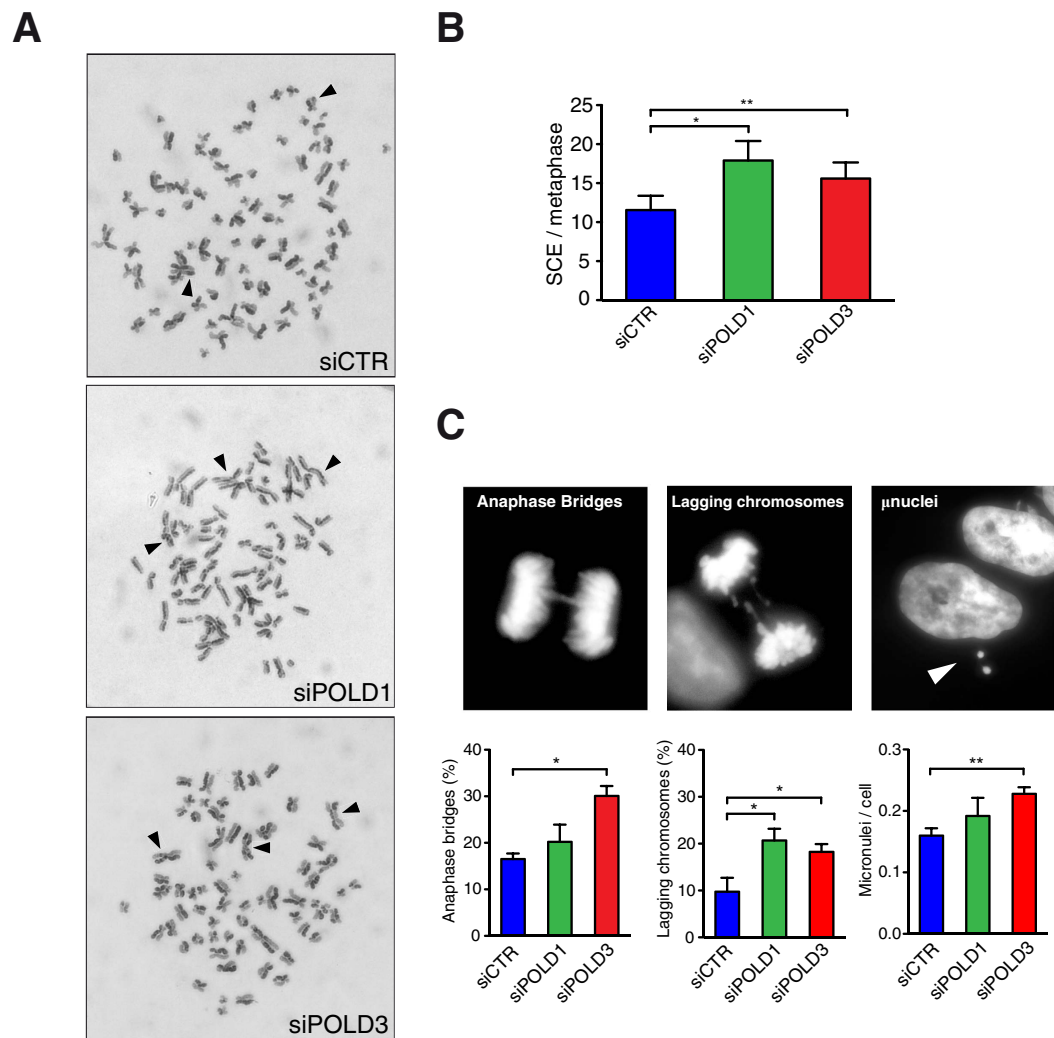 A
siCTR
siPOLD1
siPOLD3
B
SCE / metaphase
25
20
15
10
5
0
*
**
siCTR
siPOLD1
siPOLD3
C
Anaphase Bridges
Lagging chromosomes
µnuclei
Anaphase bridges (%)
40
30
20
10
0
*
siCTR
siPOLD1
siPOLD3
Lagging chromosomes (%)
40
30
20
10
0
*
*
siCTR
siPOLD1
siPOLD3
Micronuclei / cell
0.3
0.2
0.1
0.0
**
siCTR
siPOLD1
siPOLD3